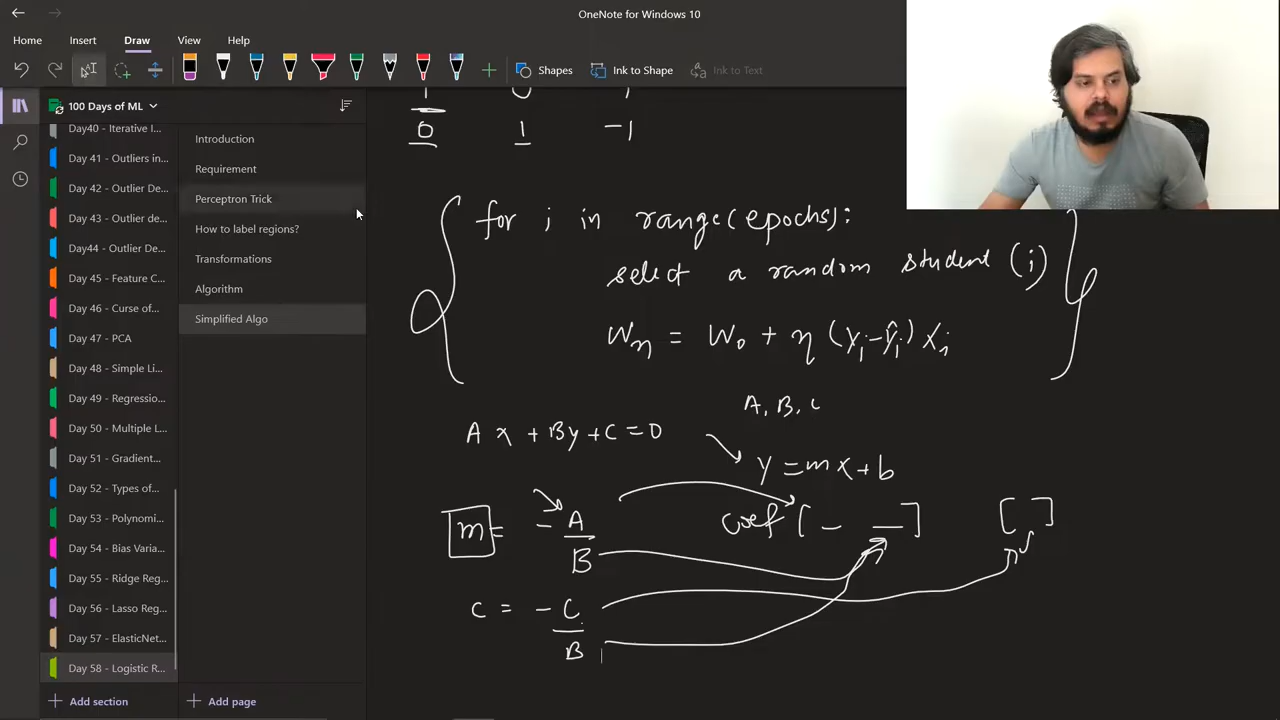 OneNote for Windows 10
Home Insert Draw View Help
Shapes Ink to Shape Ink to Text
100 Days of ML
Day40 - Iterative I...
Day 41 - Outliers in...
Day 42 - Outlier De...
Day 43 - Outlier de...
Day44 - Outlier De...
Day 45 - Feature C...
Day 46 - Curse of...
Day 47 - PCA
Day 48 - Simple Li...
Day 49 - Regressio...
Day 50 - Multiple L...
Day 51 - Gradient...
Day 52 - Types of...
Day 53 - Polynomi...
Day 54 - Bias Varia...
Day 55 - Ridge Reg...
Day 56 - Lasso Reg...
Day 57 - ElasticNet...
Day 58 - Logistic R...
Add section
Introduction
Requirement
Perceptron Trick
How to label regions?
Transformations
Algorithm
Simplified Algo
Add page
0 1 -1
for i in range(epochs):
select a random student (i)
Wn = Wo + η (yi - ŷi) xi
A, B, C
Ax + By + C = 0
y = mx + b
m = - A
B
coef [ - — ] [ ]
c = - C
B